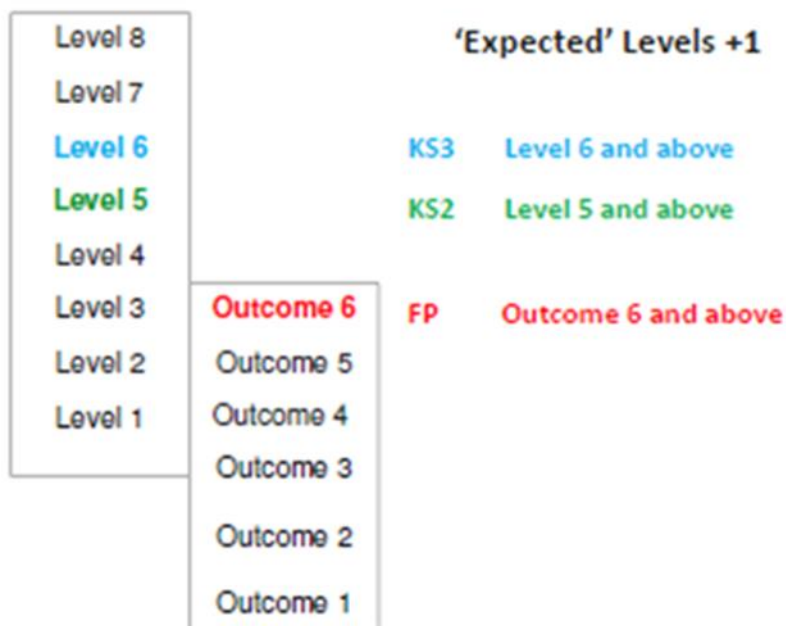 Level 8
'Expected' Levels +1
Level 7
Level 6
KS3 Level 6 and above
Level 5
KS2 Level 5 and above
Level 4
Level 3
Outcome 6
FP Outcome 6 and above
Level 2
Outcome 5
Level 1
Outcome 4
Outcome 3
Outcome 2
Outcome 1